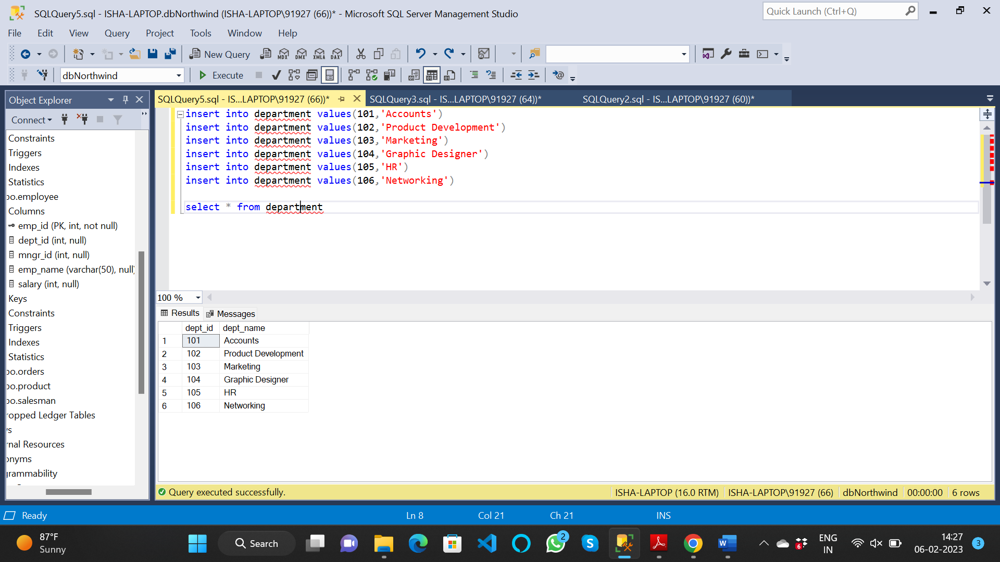 SQLQuery5.sql - ISHA-LAPTOP.dbNorthwind (ISHA-LAPTOP\91927 (66))* - Microsoft SQL Server Management Studio
Quick Launch (Ctrl+Q)
File Edit View Query Project Tools Window Help
New Query MDX DMX XMLA DAX
dbNorthwind Execute
Object Explorer
Connect
Constraints
Triggers
Indexes
Statistics
bo.employee
Columns
emp_id (PK, int, not null)
dept_id (int, null)
mngr_id (int, null)
emp_name (varchar(50), null)
salary (int, null)
Keys
Constraints
Triggers
Indexes
Statistics
bo.orders
bo.product
bo.salesman
ropped Ledger Tables
s
rnal Resources
onyms
grammability
SQLQuery5.sql - IS...LAPTOP\91927 (66))* SQLQuery3.sql - IS...LAPTOP\91927 (64))* SQLQuery2.sql - IS...LAPTOP\91927 (60))*
insert into department values(101,'Accounts')
insert into department values(102,'Product Development')
insert into department values(103,'Marketing')
insert into department values(104,'Graphic Designer')
insert into department values(105,'HR')
insert into department values(106,'Networking')
select * from department
100 %
Results Messages
dept_id dept_name
1 101 Accounts
2 102 Product Development
3 103 Marketing
4 104 Graphic Designer
5 105 HR
6 106 Networking
Query executed successfully. ISHA-LAPTOP (16.0 RTM) ISHA-LAPTOP\91927 (66) dbNorthwind 00:00:00 6 rows
Ready Ln 8 Col 21 Ch 21 INS
87°F
Sunny
Search
2
6
ENG
IN
14:27
06-02-2023
3